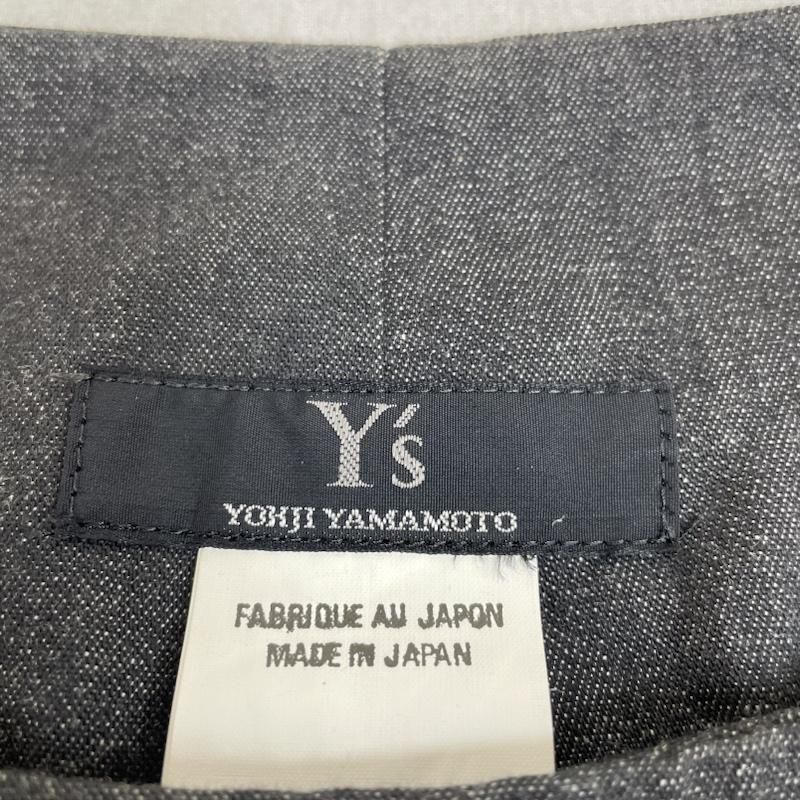 Y's
YOHJI YAMAMOTO
FABRIQUE AU JAPON
MADE IN JAPAN